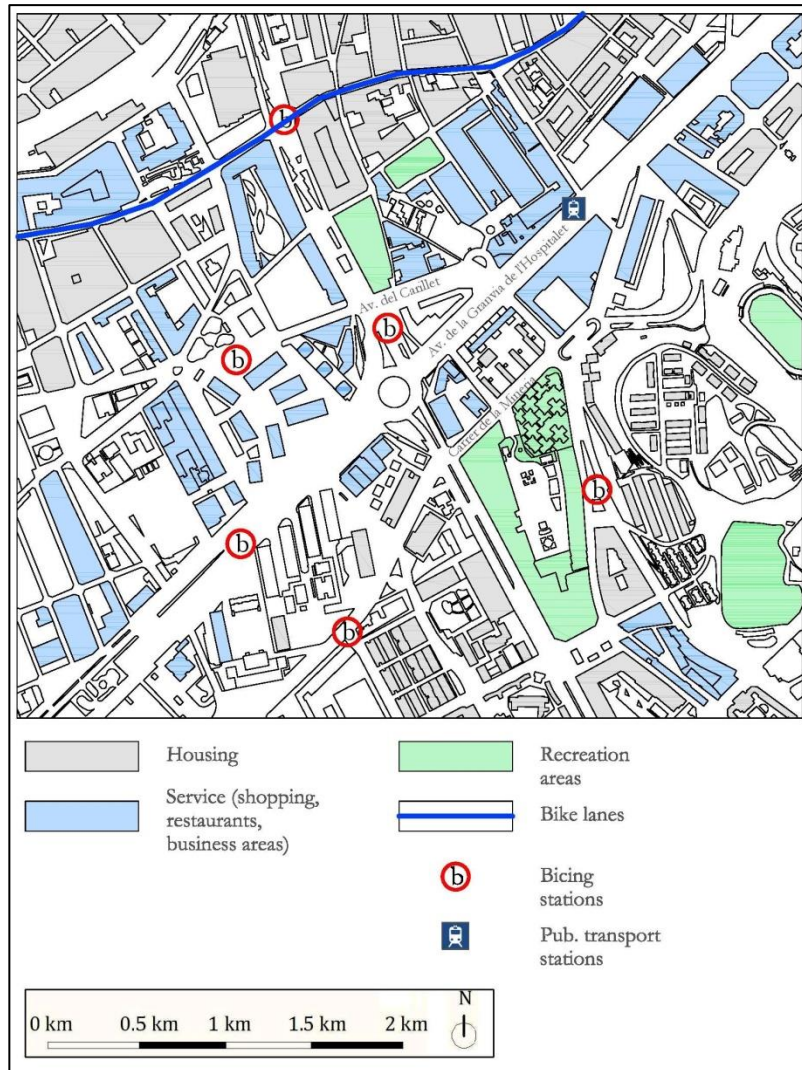 b
Av. del Canllet
b
Av. de la Granvia de l'Hospitalet
b
Carrer de la Minería
b
b
b
Housing
Recreation
areas
Service (shopping,
restaurants,
business areas)
Bike lanes
b
Bicing
stations
Pub. transport
stations
N
0 km 0.5 km 1 km 1.5 km 2 km